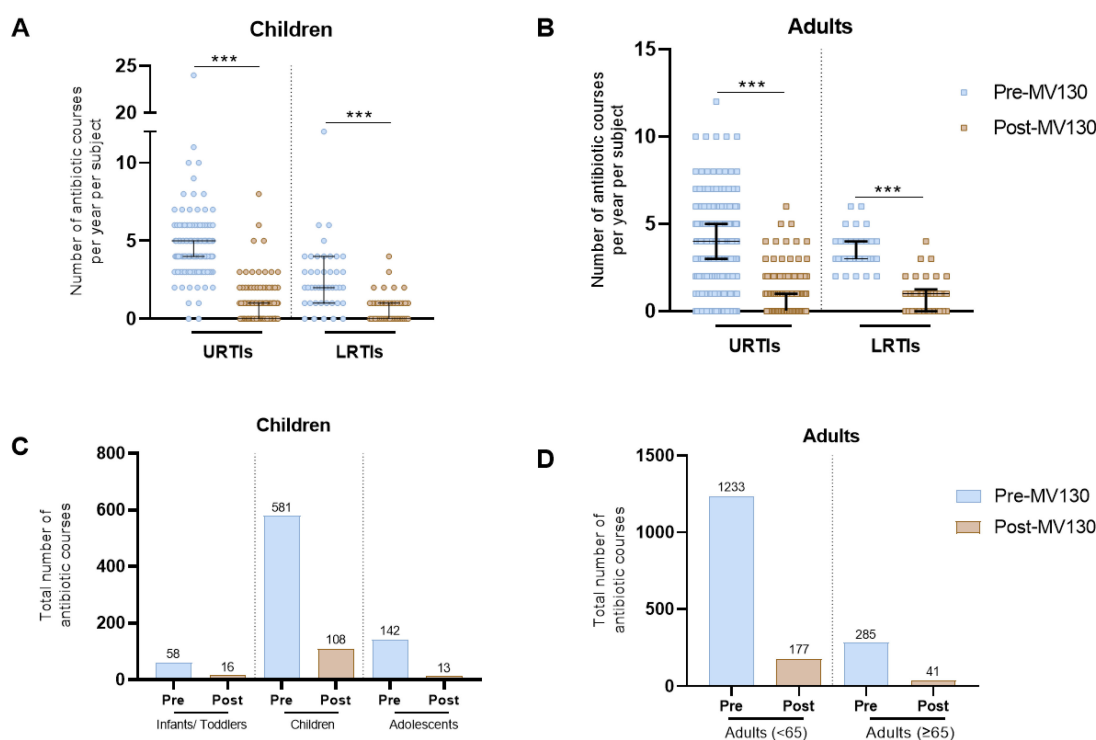 A
Children
Number of antibiotic courses
per year per subject
25
20
10
5
0
***
***
URTIs
LRTIs
B
Adults
Number of antibiotic courses
per year per subject
15
10
5
0
***
***
URTIs
LRTIs
Pre-MV130
Post-MV130
C
Children
Total number of
antibiotic courses
800
600
400
200
0
58
16
581
108
142
13
Pre Post Pre Post Pre Post
Infants/ Toddlers Children Adolescents
D
Adults
Total number of
antibiotic courses
1500
1000
500
0
1233
177
285
41
Pre Post Pre Post
Adults (<65) Adults (≥65)
Pre-MV130
Post-MV130